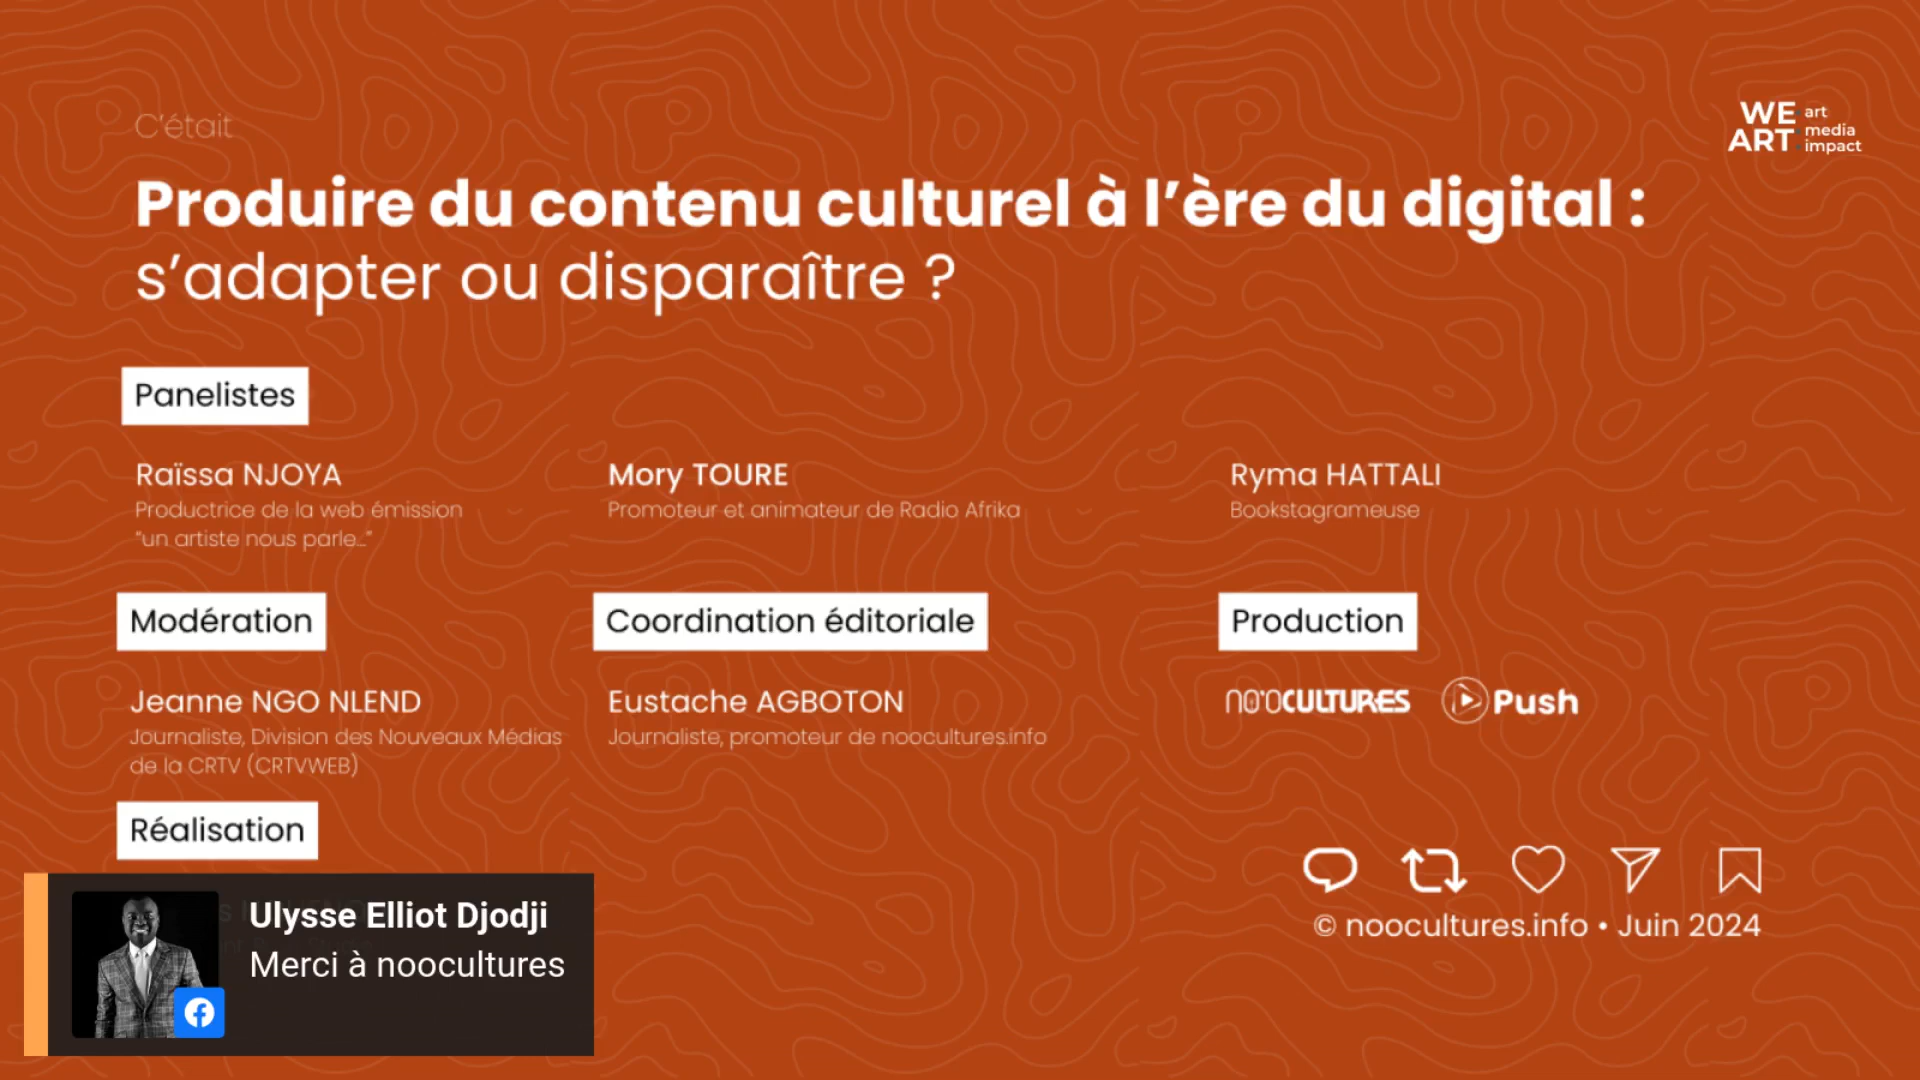 C'était
WE art
media
ART impact
Produire du contenu culturel à l'ère du digital :
s'adapter ou disparaître ?
Panelistes
Raïssa NJOYA
Productrice de la web émission
"un artiste nous parle..."
Mory TOURE
Promoteur et animateur de Radio Afrika
Ryma HATTALI
Bookstagrameuse
Modération
Jeanne NGO NLEND
Journaliste, Division des Nouveaux Médias
de la CRTV (CRTVWEB)
Coordination éditoriale
Eustache AGBOTON
Journaliste, promoteur de noocultures.info
Production
NOOCULTURES Push
Réalisation
Ulysse Elliot Djodji
Merci à noocultures
© noocultures.info • Juin 2024